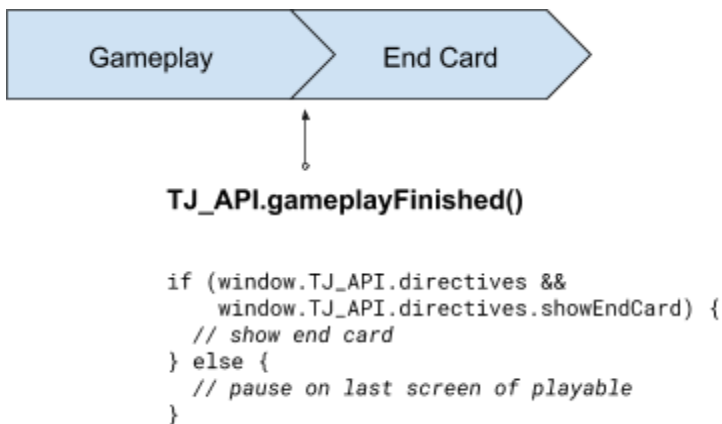 Gameplay
End Card
TJ_API.gameplayFinished()
if (window.TJ_API.directives &&
    window.TJ_API.directives.showEndCard) {
  // show end card
} else {
  // pause on last screen of playable
}